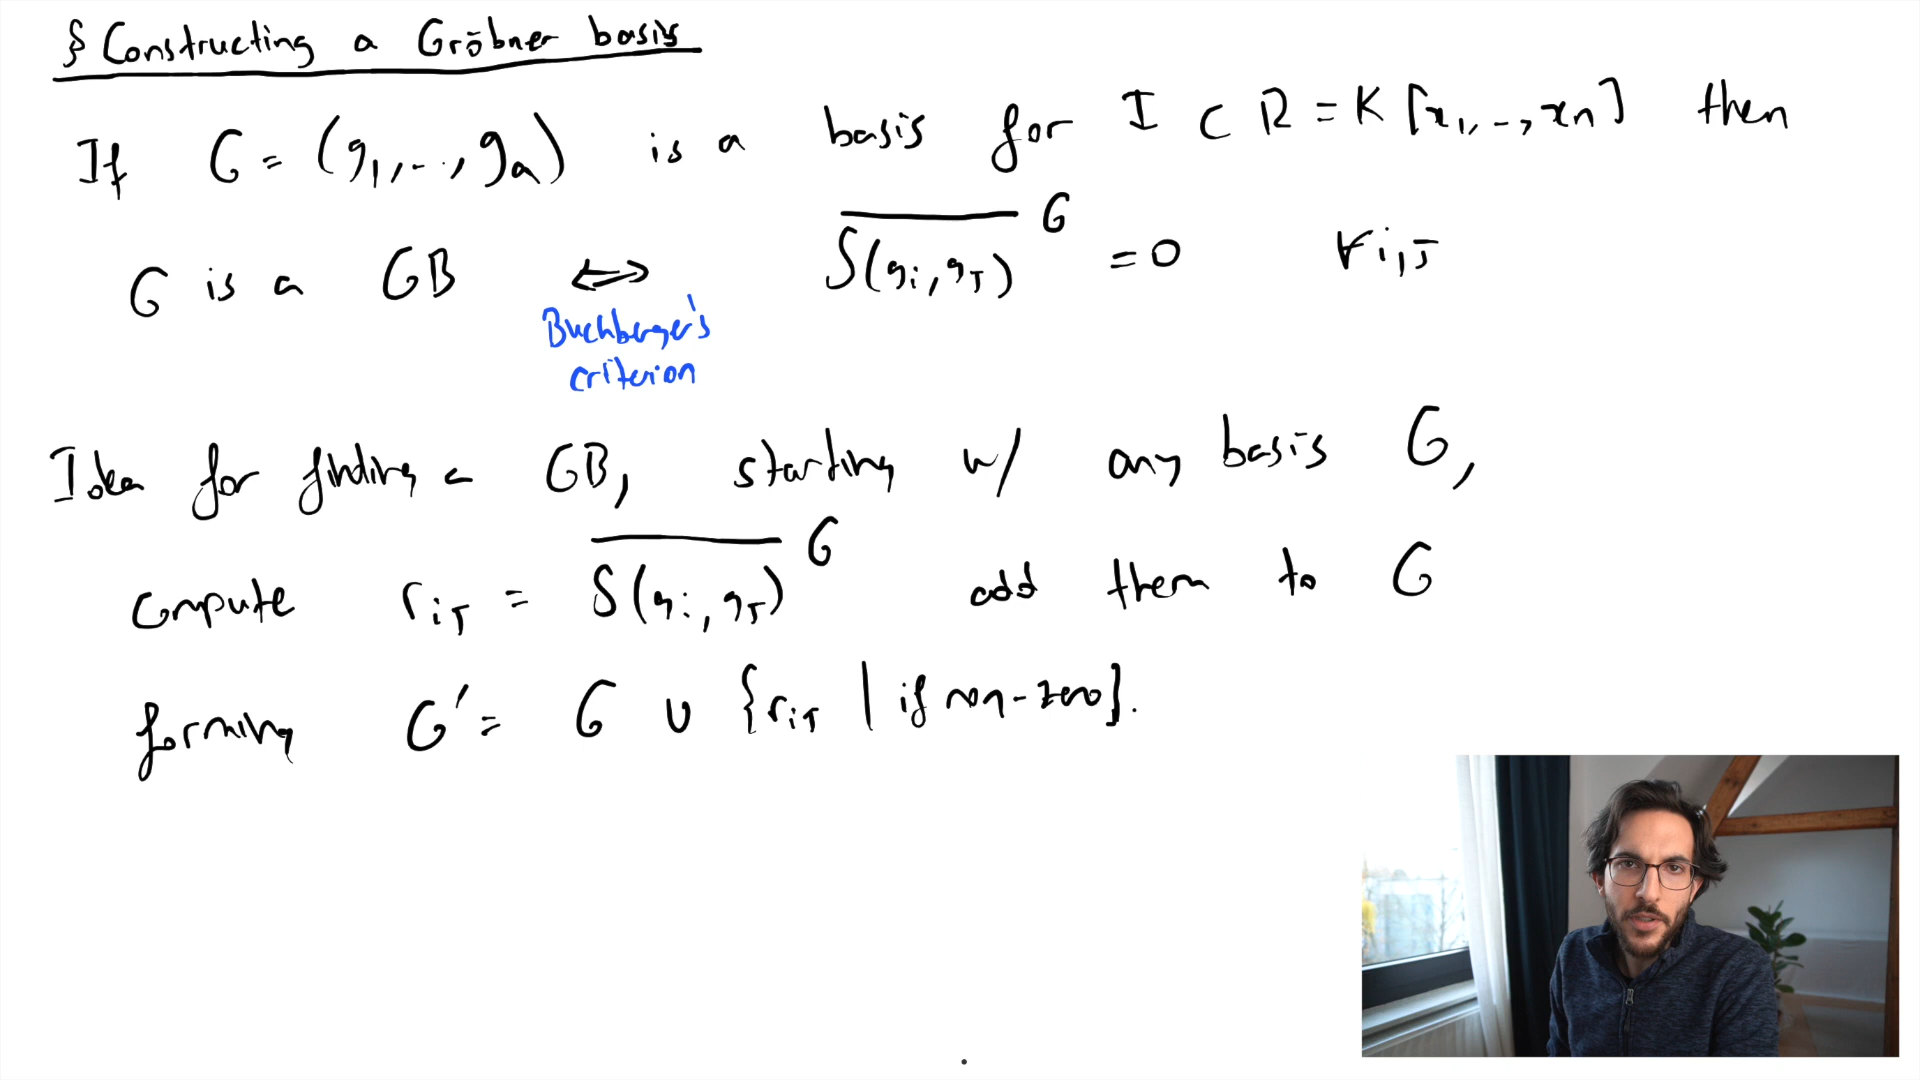 § Constructing a Gröbner basis
If G = (g₁,..,gₐ) is a basis for I ⊂ R = K[x₁,..,xₙ] then
G is a GB ⟺ \overline{S(gᵢ,gⱼ)}^G = 0 ∀i,j
Buchberger's
criterion
Idea for finding a GB, starting w/ any basis G,
compute rᵢⱼ = \overline{S(gᵢ,gⱼ)}^G add them to G
forming G' = G ∪ {rᵢⱼ | if non-zero}.